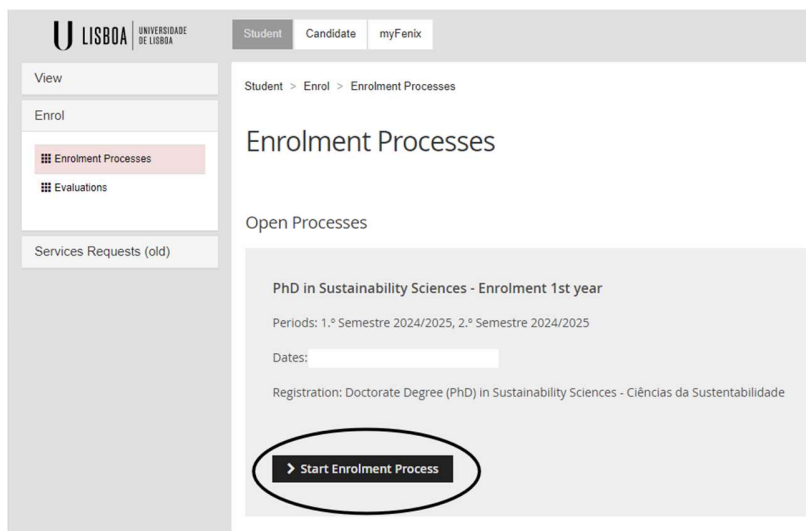 U LISBOA | UNIVERSIDADE DE LISBOA
Student Candidate myFenix
View
Enrol
Enrolment Processes
Evaluations
Services Requests (old)
Student > Enrol > Enrolment Processes
Enrolment Processes
Open Processes
PhD in Sustainability Sciences - Enrolment 1st year
Periods: 1.º Semestre 2024/2025, 2.º Semestre 2024/2025
Dates:
Registration: Doctorate Degree (PhD) in Sustainability Sciences - Ciências da Sustentabilidade
> Start Enrolment Process